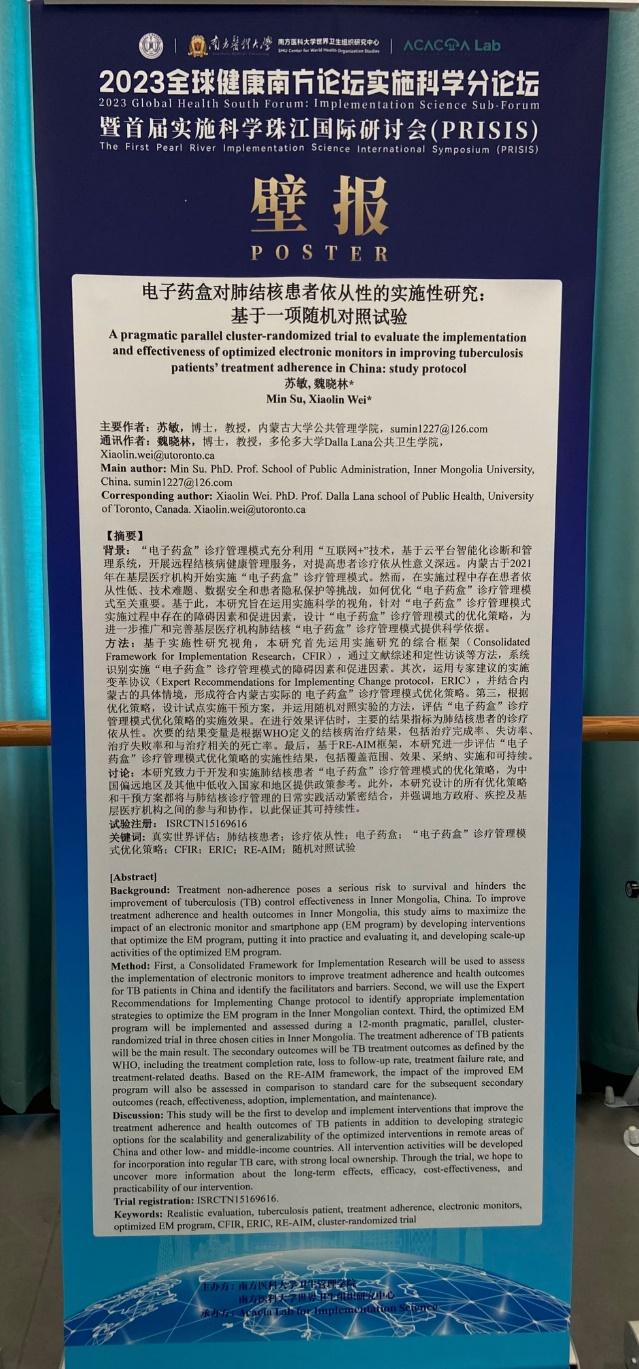 南方医科大学 南方医科大学世界卫生组织研究中心 ACACIA Lab
SMU Center for World Health Organization Studies
2023全球健康南方论坛实施科学分论坛
2023 Global Health South Forum: Implementation Science Sub-Forum
暨首届实施科学珠江国际研讨会(PRISIS)
The First Pearl River Implementation Science International Symposium (PRISIS)
壁报
POSTER
电子药盒对肺结核患者依从性的实施性研究：
基于一项随机对照试验
A pragmatic parallel cluster-randomized trial to evaluate the implementation
and effectiveness of optimized electronic monitors in improving tuberculosis
patients' treatment adherence in China: study protocol
苏敏, 魏晓林*
Min Su, Xiaolin Wei*
主要作者：苏敏，博士，教授，内蒙古大学公共管理学院，sumin1227@126.com
通讯作者：魏晓林，博士，教授，多伦多大学Dalla Lana公共卫生学院，
Xiaolin.wei@utoronto.ca
Main author: Min Su. PhD. Prof. School of Public Administration, Inner Mongolia University,
China. sumin1227@126.com
Corresponding author: Xiaolin Wei. PhD. Prof. Dalla Lana school of Public Health, University
of Toronto, Canada. Xiaolin.wei@utoronto.ca
【摘要】
背景：“电子药盒”诊疗管理模式充分利用“互联网+”技术，基于云平台智能化诊断和管
理系统，开展远程结核病健康管理服务，对提高患者诊疗依从性意义深远。内蒙古于2021
年在基层医疗机构开始实施“电子药盒”诊疗管理模式。然而，在实施过程中存在患者依
从性低、技术难题、数据安全和患者隐私保护等挑战，如何优化“电子药盒”诊疗管理模
式至关重要。基于此，本研究旨在运用实施科学的视角，针对“电子药盒”诊疗管理模式
实施过程中存在的障碍因素和促进因素，设计“电子药盒”诊疗管理模式的优化策略，为
进一步推广和完善基层医疗机构肺结核“电子药盒”诊疗管理模式提供科学依据。
方法：基于实施性研究视角，本研究首先运用实施研究的综合框架（Consolidated
Framework for Implementation Research，CFIR），通过文献综述和定性访谈等方法，系统
识别实施“电子药盒”诊疗管理模式的障碍因素和促进因素。其次，运用专家建议的实施
变革协议（Expert Recommendations for Implementing Change protocol，ERIC），并结合内
蒙古的具体情境，形成符合内蒙古实际的 电子药盒”诊疗管理模式优化策略。第三，根据
优化策略，设计试点实施干预方案，并运用随机对照实验的方法，评估“电子药盒”诊疗
管理模式优化策略的实施效果。在进行效果评估时，主要的结果指标为肺结核患者的诊疗
依从性。次要的结果变量是根据WHO定义的结核病治疗结果，包括治疗完成率、失访率、
治疗失败率和与治疗相关的死亡率。最后，基于RE-AIM框架，本研究进一步评估“电子
药盒”诊疗管理模式优化策略的实施性结果，包括覆盖范围、效果、采纳、实施和可持续。
讨论：本研究致力于开发和实施肺结核患者“电子药盒”诊疗管理模式的优化策略，为中
国偏远地区及其他中低收入国家和地区提供政策参考。此外，本研究设计的所有优化策略
和干预方案都将与肺结核诊疗管理的日常实践活动紧密结合，并强调地方政府、疾控及基
层医疗机构之间的参与和协作，以此保证其可持续性。
试验注册： ISRCTN15169616
关键词：真实世界评估；肺结核患者；诊疗依从性；电子药盒；“电子药盒”诊疗管理模
式优化策略；CFIR；ERIC；RE-AIM；随机对照试验
[Abstract]
Background: Treatment non-adherence poses a serious risk to survival and hinders the
improvement of tuberculosis (TB) control effectiveness in Inner Mongolia, China. To improve
treatment adherence and health outcomes in Inner Mongolia, this study aims to maximize the
impact of an electronic monitor and smartphone app (EM program) by developing interventions
that optimize the EM program, putting it into practice and evaluating it, and developing scale-up
activities of the optimized EM program.
Method: First, a Consolidated Framework for Implementation Research will be used to assess
the implementation of electronic monitors to improve treatment adherence and health outcomes
for TB patients in China and identify the facilitators and barriers. Second, we will use the Expert
Recommendations for Implementing Change protocol to identify appropriate implementation
strategies to optimize the EM program in the Inner Mongolian context. Third, the optimized EM
program will be implemented and assessed during a 12-month pragmatic, parallel, cluster-
randomized trial in three chosen cities in Inner Mongolia. The treatment adherence of TB patients
will be the main result. The secondary outcomes will be TB treatment outcomes as defined by the
WHO, including the treatment completion rate, loss to follow-up rate, treatment failure rate, and
treatment-related deaths. Based on the RE-AIM framework, the impact of the improved EM
program will also be assessed in comparison to standard care for the subsequent secondary
outcomes (reach, effectiveness, adoption, implementation, and maintenance).
Discussion: This study will be the first to develop and implement interventions that improve the
treatment adherence and health outcomes of TB patients in addition to developing strategic
options for the scalability and generalizability of the optimized interventions in remote areas of
China and other low- and middle-income countries. All intervention activities will be developed
for incorporation into regular TB care, with strong local ownership. Through the trial, we hope to
uncover more information about the long-term effects, efficacy, cost-effectiveness, and
practicability of our intervention.
Trial registration: ISRCTN15169616.
Keywords: Realistic evaluation, tuberculosis patient, treatment adherence, electronic monitors,
optimized EM program, CFIR, ERIC, RE-AIM, cluster-randomized trial
主办方：南方医科大学卫生管理学院
南方医科大学世界卫生组织研究中心
承办方：Acacia Lab for Implementation Science